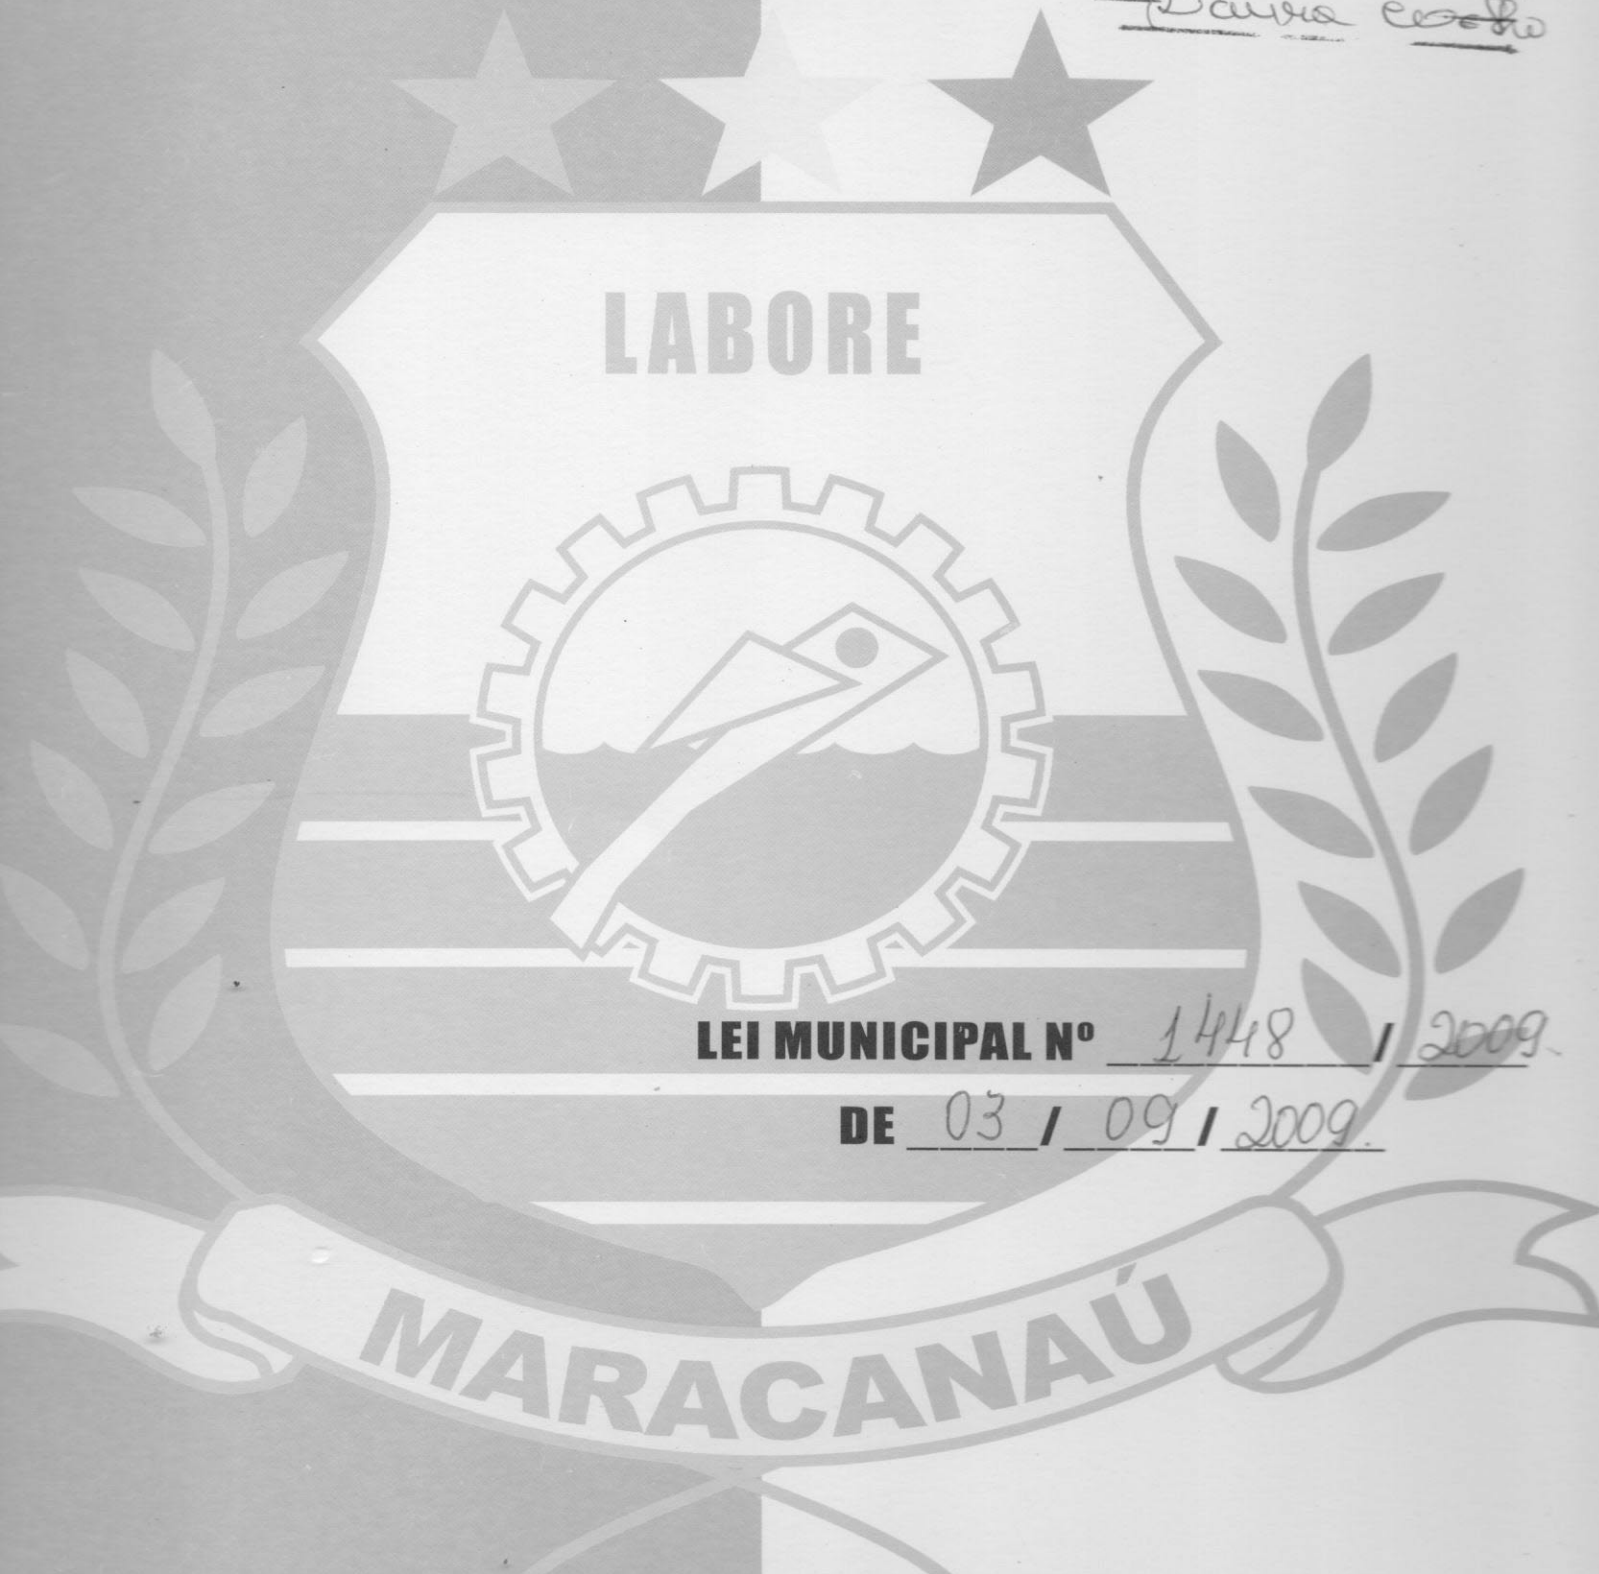 LABORE
LEI MUNICIPAL Nº 1448 / 2009.
DE 03 / 09 / 2009.
MARACANAÚ